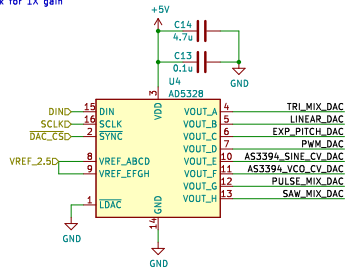 k for 1X gain
+5V
C14
4.7u
C13
0.1u
GND
U4
AD5328
3
VDD
DIN 15 DIN
SCLK 16 SCLK
DAC_CS 2 SYNC
VREF_2.5 8 VREF_ABCD
9 VREF_EFGH
1 LDAC
GND
VOUT_A 4 TRI_MIX_DAC
VOUT_B 5 LINEAR_DAC
VOUT_C 6 EXP_PITCH_DAC
VOUT_D 7 PWM_DAC
VOUT_E 10 AS3394_SINE_CV_DAC
VOUT_F 11 AS3394_VCO_CV_DAC
VOUT_G 12 PULSE_MIX_DAC
VOUT_H 13 SAW_MIX_DAC
GND
14
GND